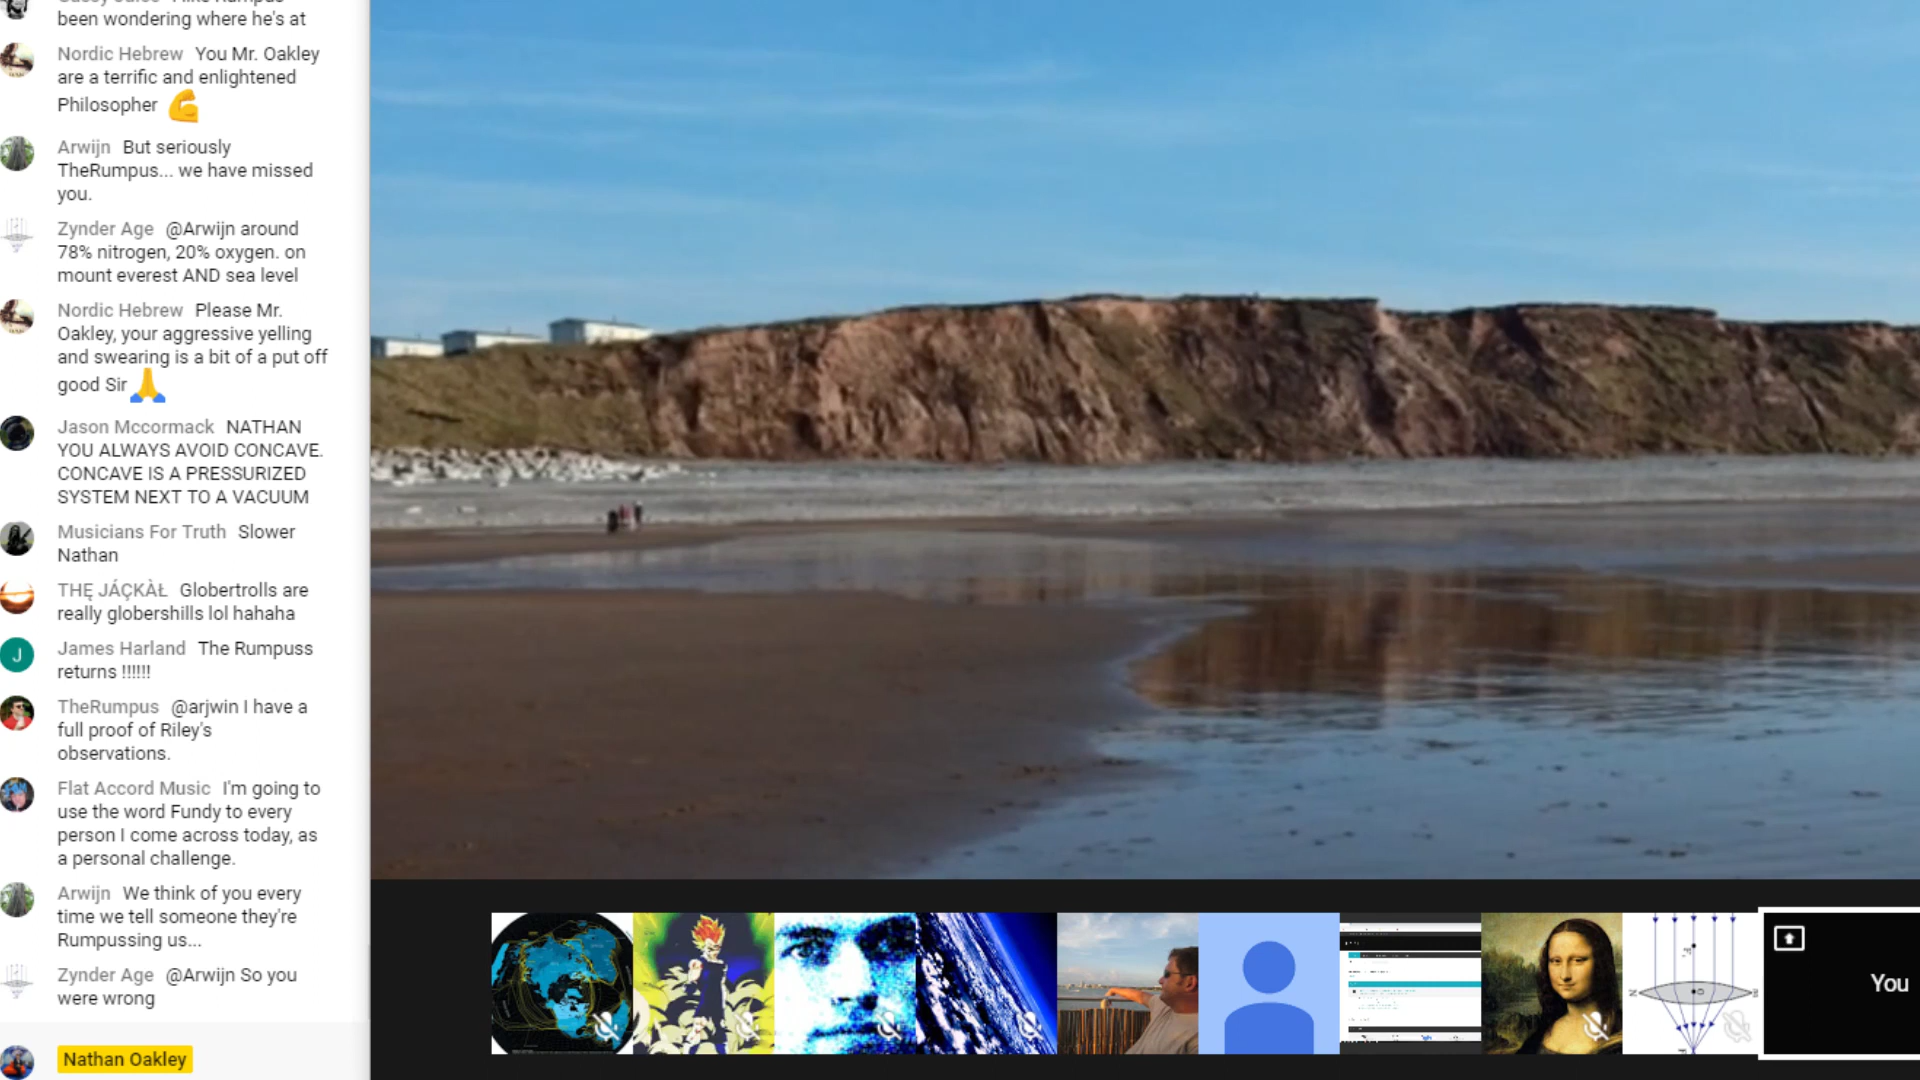 been wondering where he's at
Nordic Hebrew You Mr. Oakley
are a terrific and enlightened
Philosopher
Arwijn But seriously
TheRumpus... we have missed
you.
Zynder Age @Arwijn around
78% nitrogen, 20% oxygen. on
mount everest AND sea level
Nordic Hebrew Please Mr.
Oakley, your aggressive yelling
and swearing is a bit of a put off
good Sir
Jason Mccormack NATHAN
YOU ALWAYS AVOID CONCAVE.
CONCAVE IS A PRESSURIZED
SYSTEM NEXT TO A VACUUM
Musicians For Truth Slower
Nathan
THĘ JÁÇKÀŁ Globertrolls are
really globershills lol hahaha
James Harland The Rumpuss
returns !!!!!!
TheRumpus @arjwin I have a
full proof of Riley's
observations.
Flat Accord Music I'm going to
use the word Fundy to every
person I come across today, as
a personal challenge.
Arwijn We think of you every
time we tell someone they're
Rumpussing us...
Zynder Age @Arwijn So you
were wrong
Nathan Oakley
J
You